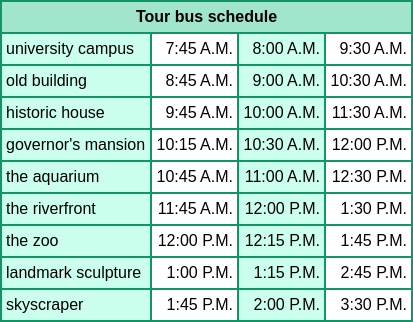 Tour bus schedule
university campus 7:45 A.M. 8:00 A.M. 9:30 A.M.
old building 8:45 A.M. 9:00 A.M. 10:30 A.M.
historic house 9:45 A.M. 10:00 A.M. 11:30 A.M.
governor's mansion 10:15 A.M. 10:30 A.M. 12:00 P.M.
the aquarium 10:45 A.M. 11:00 A.M. 12:30 P.M.
the riverfront 11:45 A.M. 12:00 P.M. 1:30 P.M.
the zoo 12:00 P.M. 12:15 P.M. 1:45 P.M.
landmark sculpture 1:00 P.M. 1:15 P.M. 2:45 P.M.
skyscraper 1:45 P.M. 2:00 P.M. 3:30 P.M.